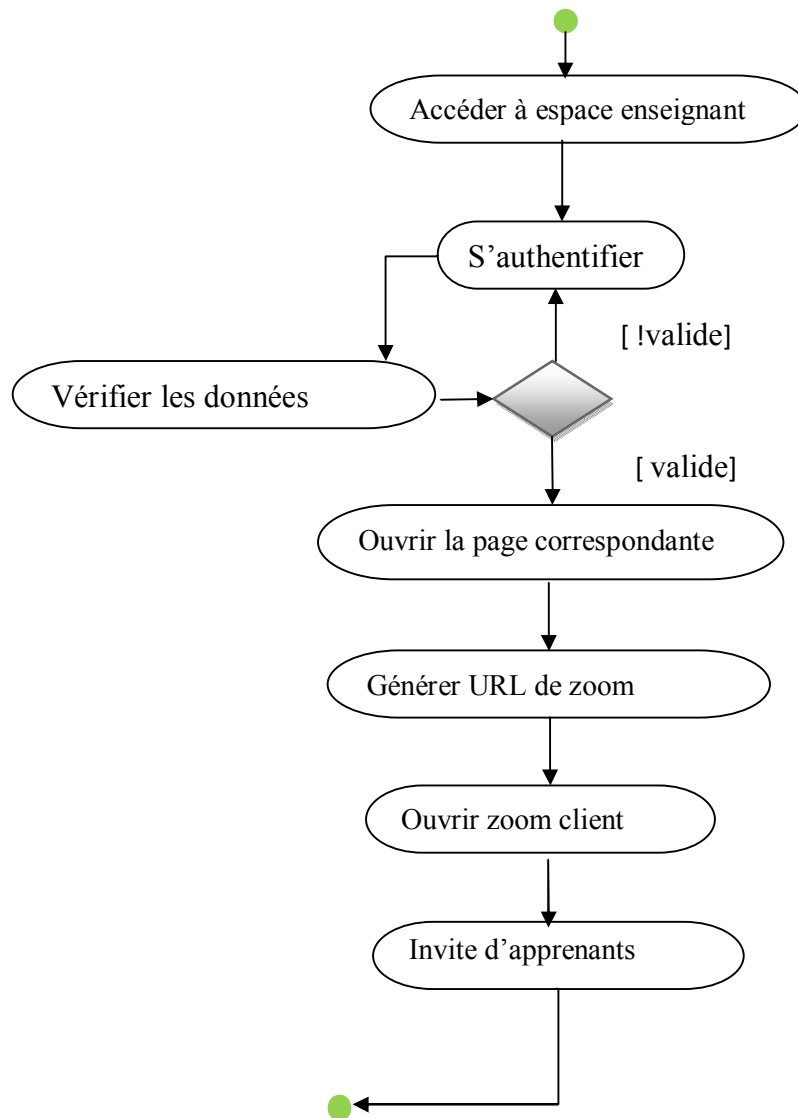 Accéder à espace enseignant
S’authentifier
[ !valide]
Vérifier les données
[ valide]
Ouvrir la page correspondante
Générer URL de zoom
Ouvrir zoom client
Invite d’apprenants